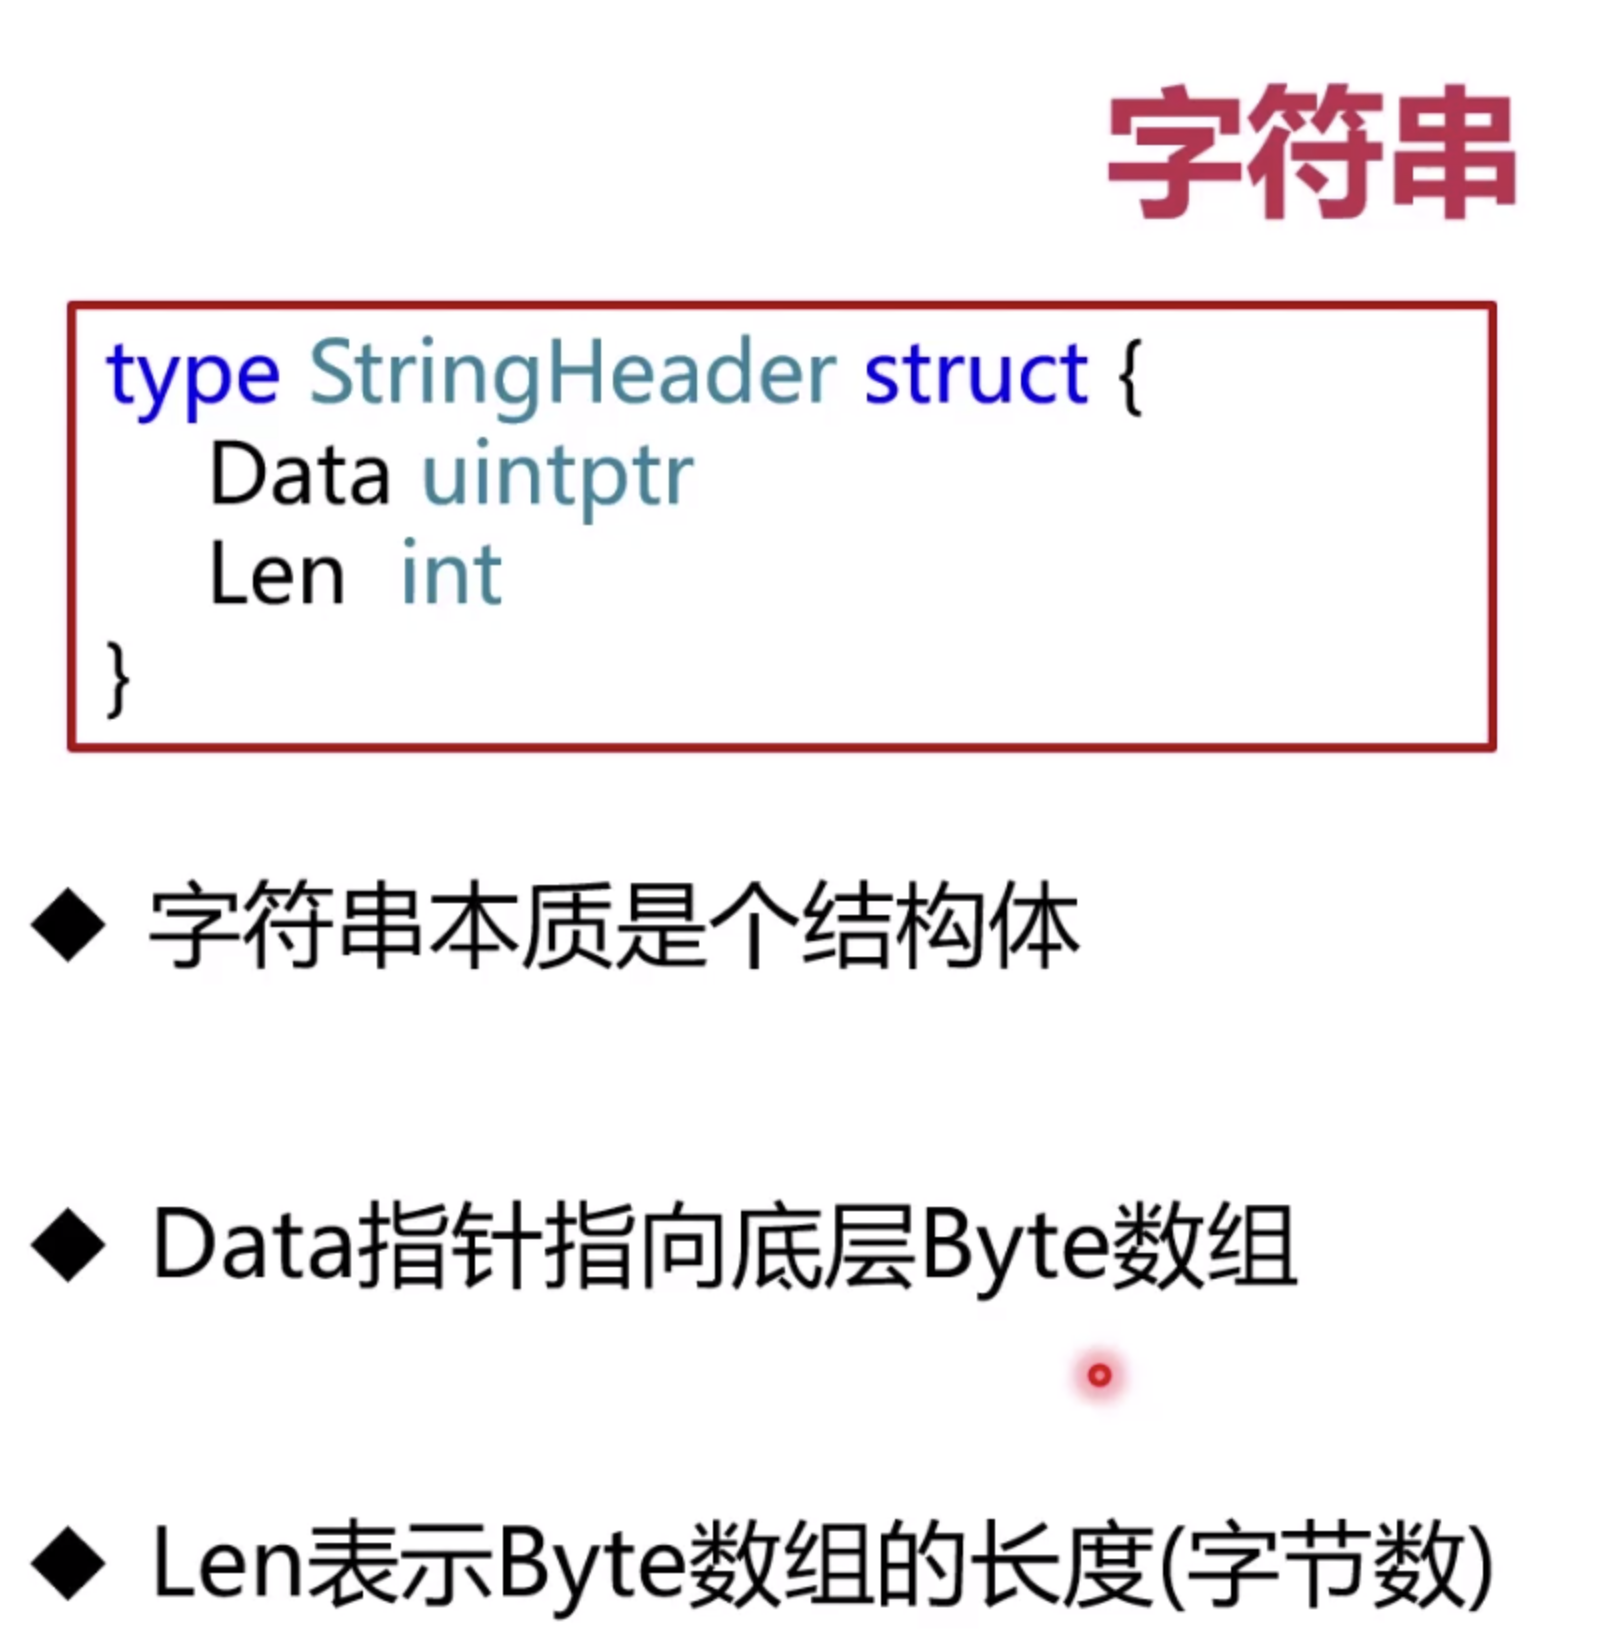 字符串
type StringHeader struct {
Data uintptr
Len int
}
字符串本质是个结构体
Data指针指向底层Byte数组
Len表示Byte数组的长度(字节数)